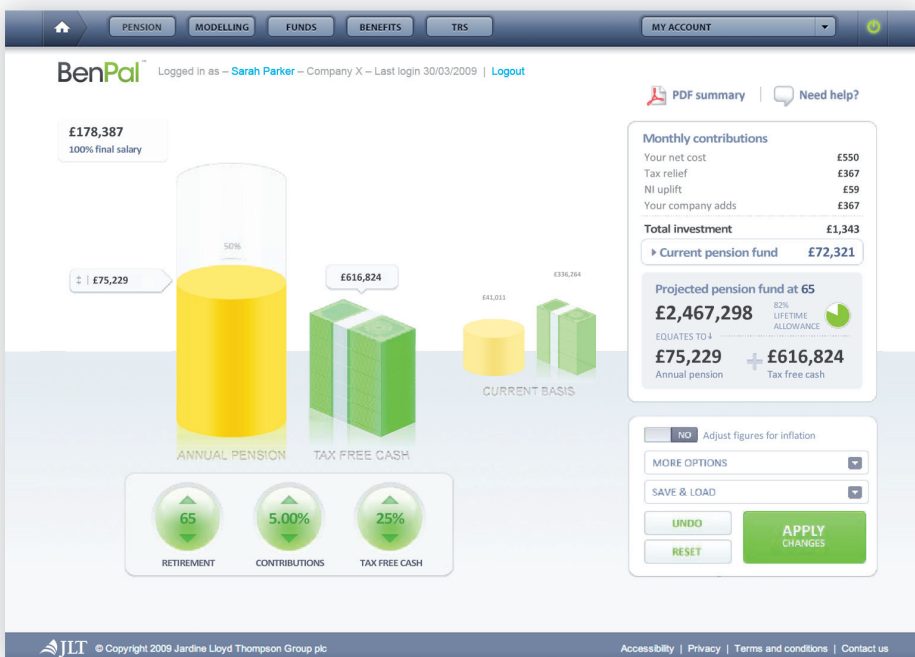 PENSION MODELLING FUNDS BENEFITS TRS MY ACCOUNT
BenPal™ Logged in as – Sarah Parker – Company X – Last login 30/03/2009 | Logout
PDF summary | Need help?
£178,387
100% final salary
50%
£75,229
£616,824
£41,011
£336,264
CURRENT BASIS
ANNUAL PENSION TAX FREE CASH
65 5.00% 25%
RETIREMENT CONTRIBUTIONS TAX FREE CASH
Monthly contributions
Your net cost £550
Tax relief £367
NI uplift £59
Your company adds £367
Total investment £1,343
Current pension fund £72,321
Projected pension fund at 65
£2,467,298 82% LIFETIME ALLOWANCE
EQUATES TO
£75,229 + £616,824
Annual pension Tax free cash
NO Adjust figures for inflation
MORE OPTIONS
SAVE & LOAD
UNDO
RESET
APPLY
CHANGES
JLT © Copyright 2009 Jardine Lloyd Thompson Group plc
Accessibility | Privacy | Terms and conditions | Contact us